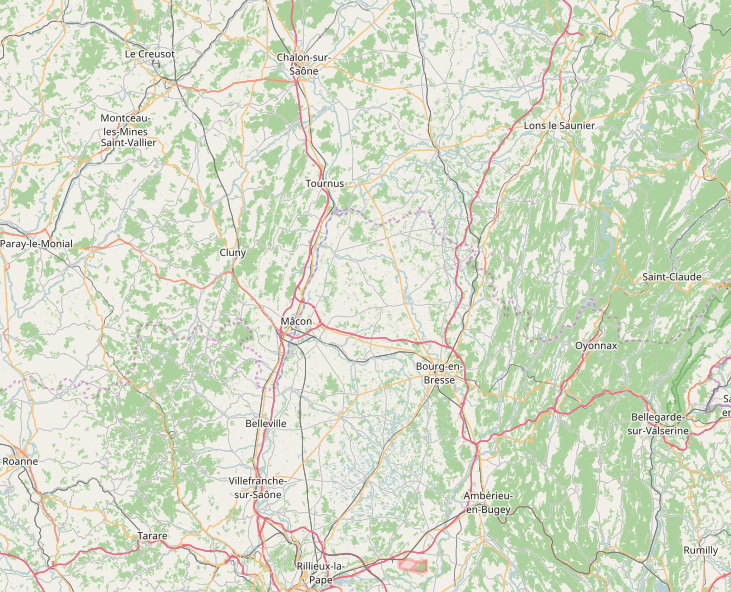 Le Creusot
Chalon-sur-
Saône
Montceau-
les-Mines
Saint-Vallier
Lons le Saunier
Tournus
Paray-le-Monial
Cluny
Saint-Claude
Mâcon
Oyonnax
Bourg-en-
Bresse
Belleville
Bellegarde-
sur-Valserine
Roanne
Villefranche-
sur-Saône
Ambérieu-
en-Bugey
Tarare
Rumilly
Rillieux-la-
Pape